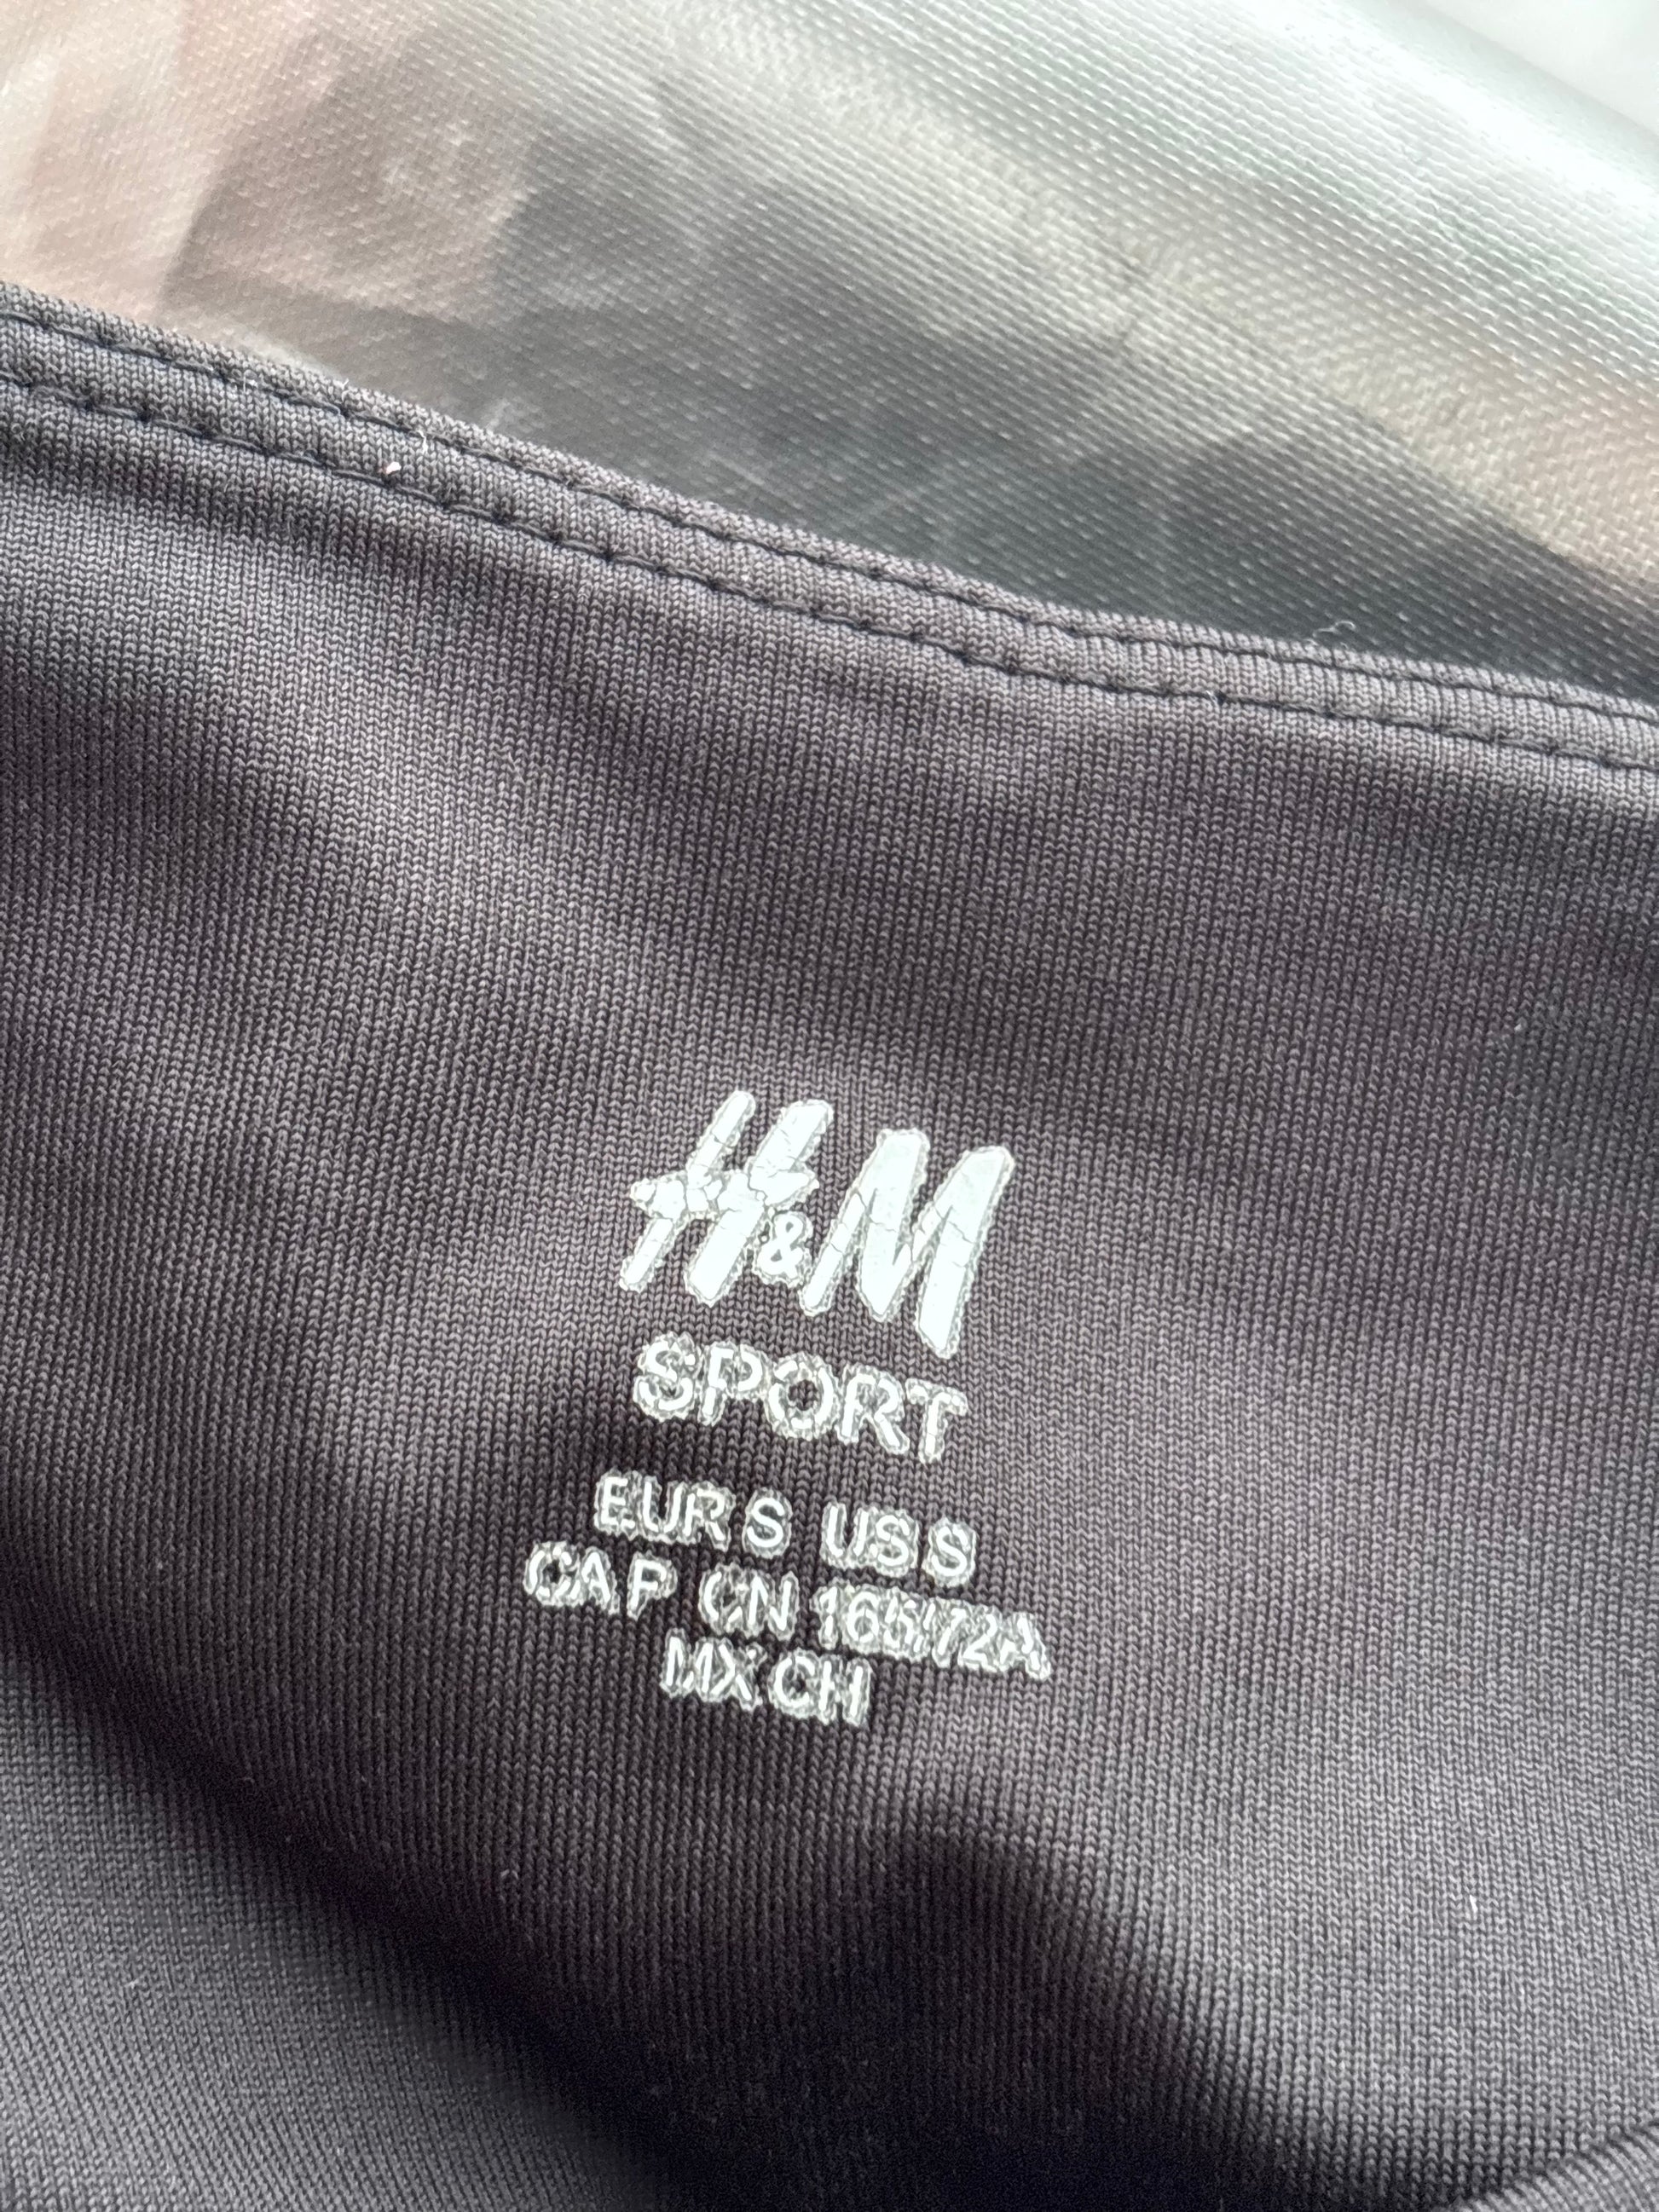 H&M
SPORT
EUR S US S
CA P CN 165/72A
MX CH